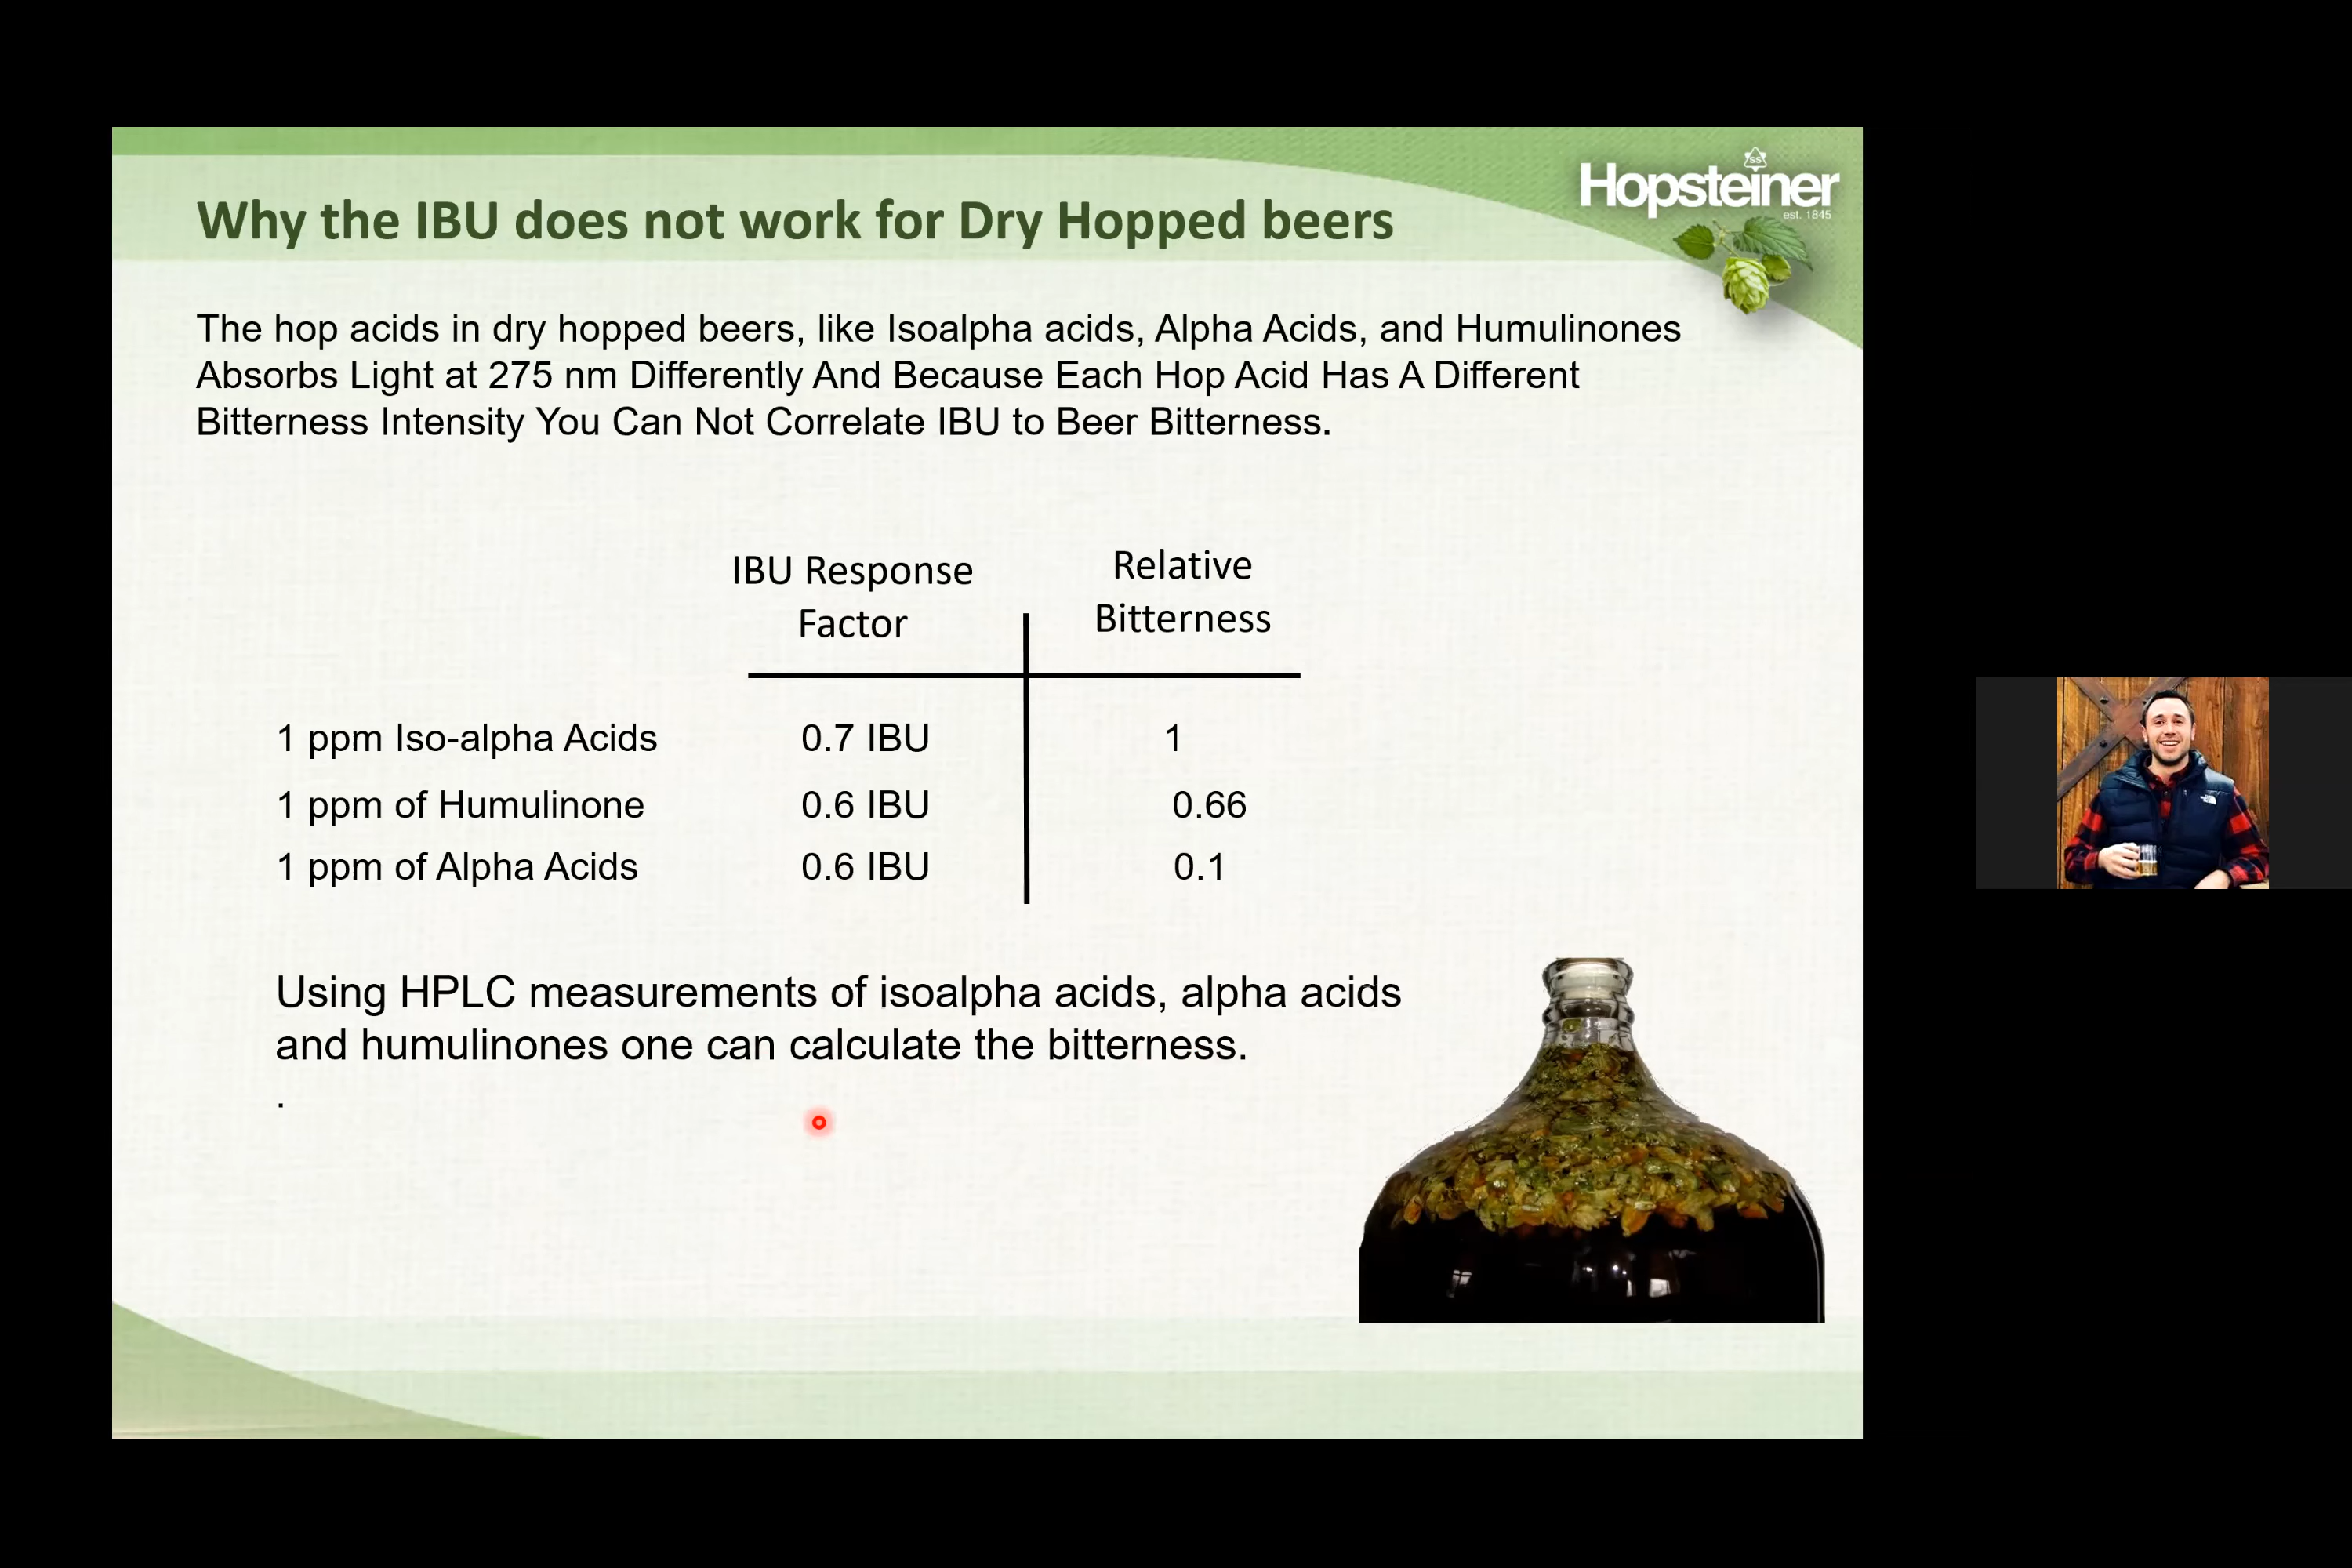 Hopsteiner
SS
est. 1845
Why the IBU does not work for Dry Hopped beers
The hop acids in dry hopped beers, like Isoalpha acids, Alpha Acids, and Humulinones
Absorbs Light at 275 nm Differently And Because Each Hop Acid Has A Different
Bitterness Intensity You Can Not Correlate IBU to Beer Bitterness.
IBU Response
Factor
Relative
Bitterness
1 ppm Iso-alpha Acids 0.7 IBU 1
1 ppm of Humulinone 0.6 IBU 0.66
1 ppm of Alpha Acids 0.6 IBU 0.1
Using HPLC measurements of isoalpha acids, alpha acids
and humulinones one can calculate the bitterness.
.